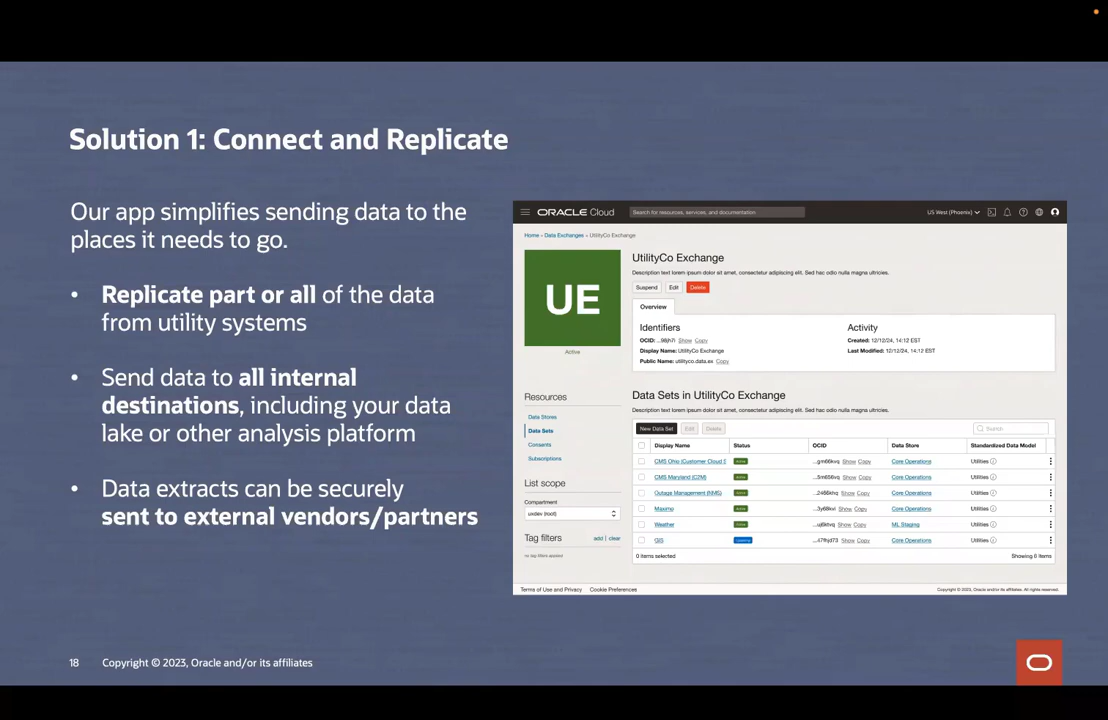 Solution 1: Connect and Replicate
Our app simplifies sending data to the
places it needs to go.
• Replicate part or all of the data
from utility systems
• Send data to all internal
destinations, including your data
lake or other analysis platform
• Data extracts can be securely
sent to external vendors/partners
ORACLE Cloud
Search for resources, services, and documentation
US West (Phoenix)
Home » Data Exchanges » UtilityCo Exchange
UE
Active
UtilityCo Exchange
Description text lorem ipsum dolor sit amet, consectetur adipiscing elit. Sed hac odio nulla magna ultricies.
Suspend Edit Delete
Overview
Identifiers
OCID: Show Copy
Display Name: UtilityCo Exchange
Public Name: utilityco.data.ex Copy
Activity
Created: 12/12/24, 14:12 EST
Last Modified: 12/12/24, 14:12 EST
Resources
Data Stores
Data Sets
Consents
Subscriptions
List scope
Compartment
uxdev (root)
Tag filters add | clear
no tag filters applied
Data Sets in UtilityCo Exchange
Description text lorem ipsum dolor sit amet, consectetur adipiscing elit. Sed hac odio nulla magna ultricies.
New Data Set Edit Delete Search
Display Name Status OCID Data Store Standardized Data Model
CMS Ohio (Customer Cloud S Active ...gm66kvq Show Copy Core Operations Utilities
CMS Maryland (C2M) Active ...5m656vq Show Copy Core Operations Utilities
Outage Management (NMS) Active ...2466khq Show Copy Core Operations Utilities
Maximo Active ...3y68kvi Show Copy Core Operations Utilities
Weather Active ...uj6ktvq Show Copy ML Staging Utilities
GIS ...47fhjd73 Show Copy Core Operations Utilities
0 items selected Showing 0 items
Terms of Use and Privacy Cookie Preferences
Copyright © 2023, Oracle and/or its affiliates. All rights reserved.
18 Copyright © 2023, Oracle and/or its affiliates